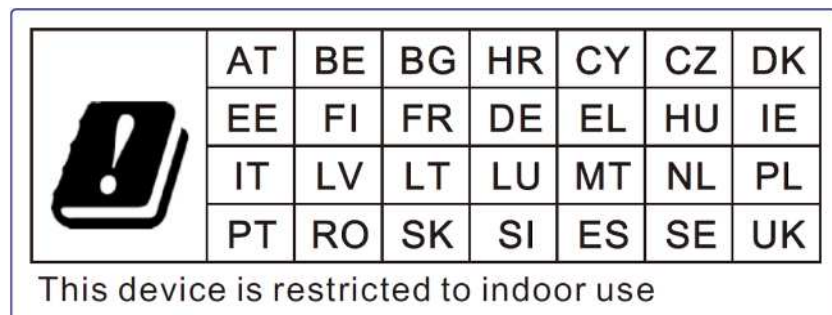 AT BE BG HR CY CZ DK
EE FI FR DE EL HU IE
IT LV LT LU MT NL PL
PT RO SK SI ES SE UK
This device is restricted to indoor use